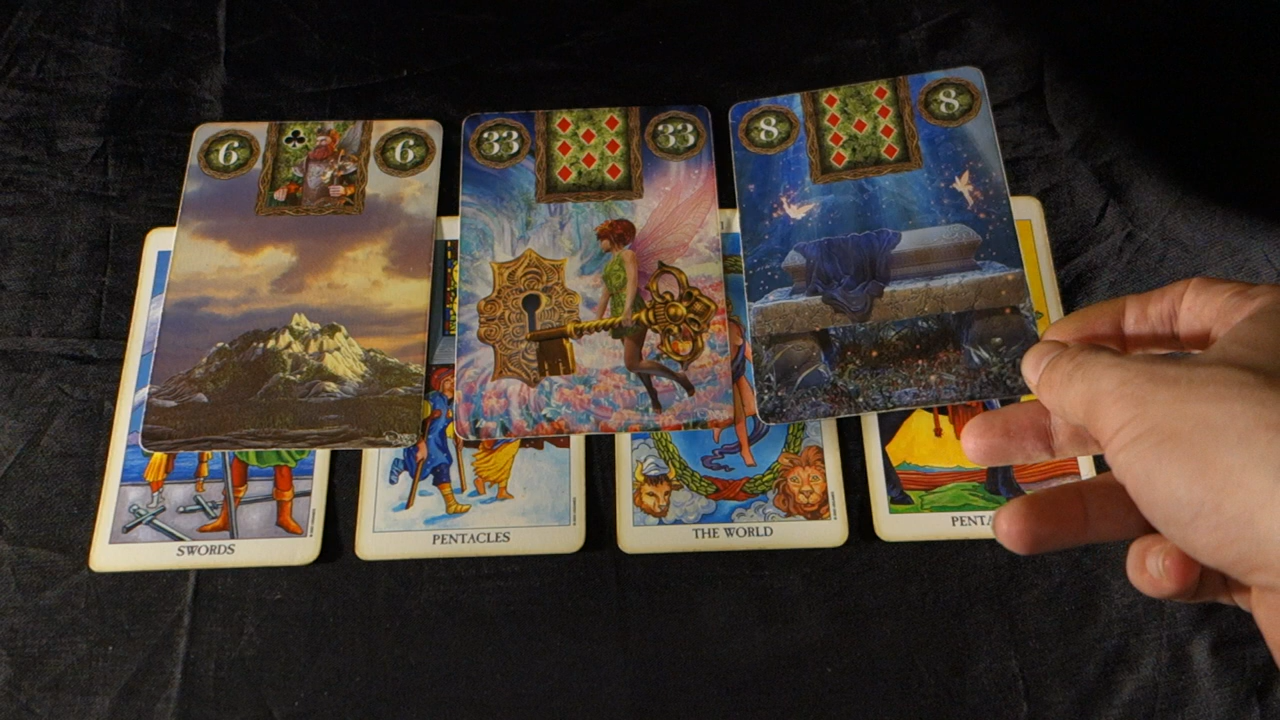 6 6
33 33
8 8
SWORDS
PENTACLES
THE WORLD
PENTA